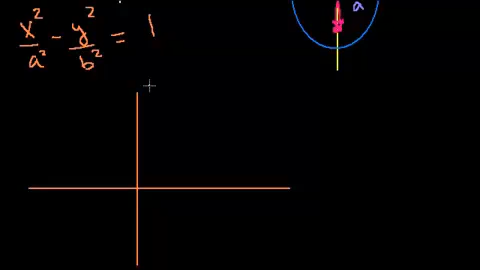 x²/a² - y²/b² = 1
a